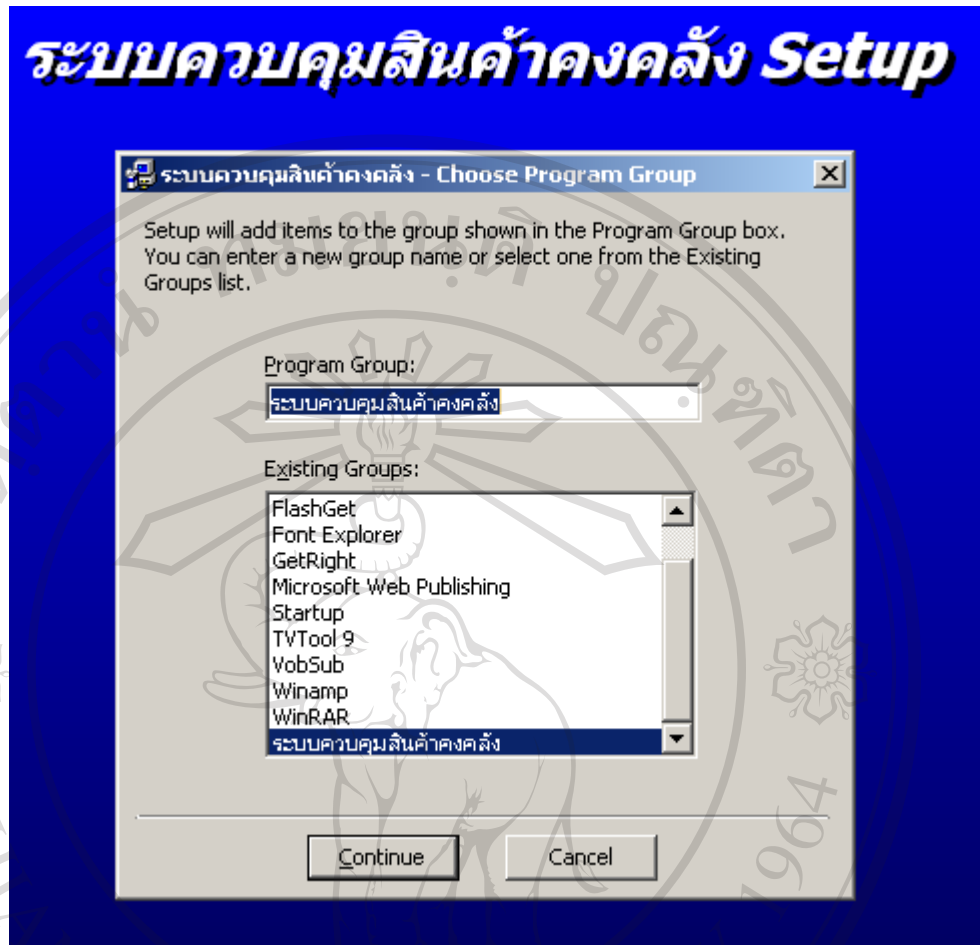 ระบบควบคุมสินค้าคงคลัง Setup
ระบบควบคุมสินค้าคงคลัง - Choose Program Group
Setup will add items to the group shown in the Program Group box.
You can enter a new group name or select one from the Existing
Groups list.
Program Group:
ระบบควบคุมสินค้าคงคลัง
Existing Groups:
FlashGet
Font Explorer
GetRight
Microsoft Web Publishing
Startup
TVTool 9
VobSub
Winamp
WinRAR
ระบบควบคุมสินค้าคงคลัง
Continue
Cancel
1964